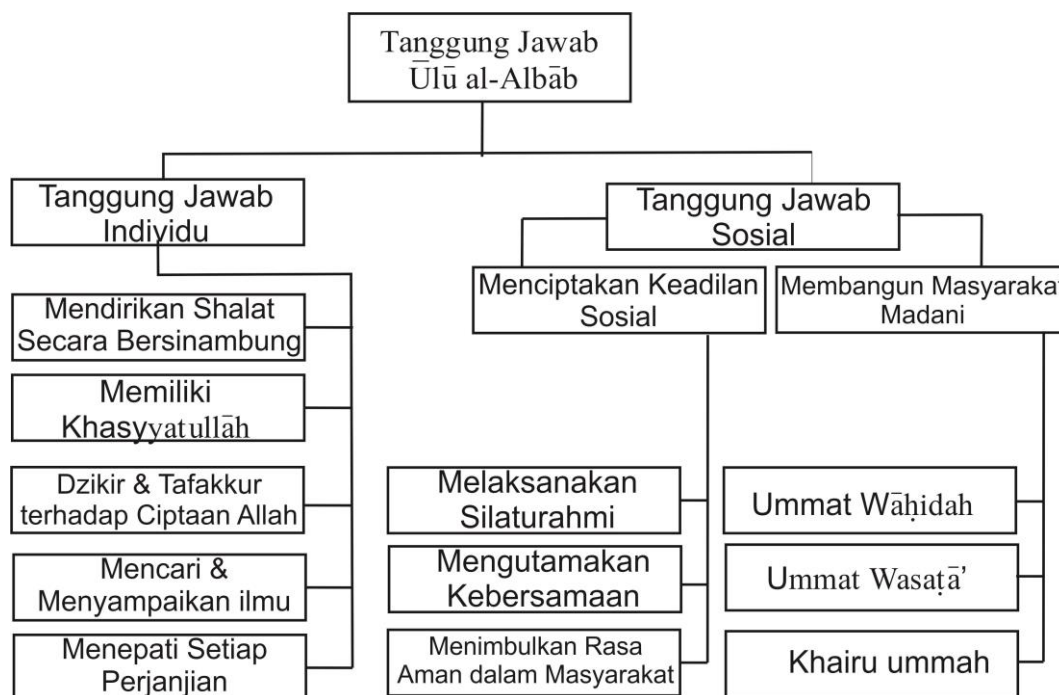 Tanggung Jawab
Ūlū al-Albāb
Tanggung Jawab
Individu
Mendirikan Shalat
Secara Bersinambung
Memiliki
Khasyyatullāh
Dzikir & Tafakkur
terhadap Ciptaan Allah
Mencari &
Menyampaikan ilmu
Menepati Setiap
Perjanjian
Tanggung Jawab
Sosial
Menciptakan Keadilan
Sosial
Melaksanakan
Silaturahmi
Mengutamakan
Kebersamaan
Menimbulkan Rasa
Aman dalam Masyarakat
Membangun Masyarakat
Madani
Ummat Wāḥidah
Ummat Wasaṭā’
Khairu ummah